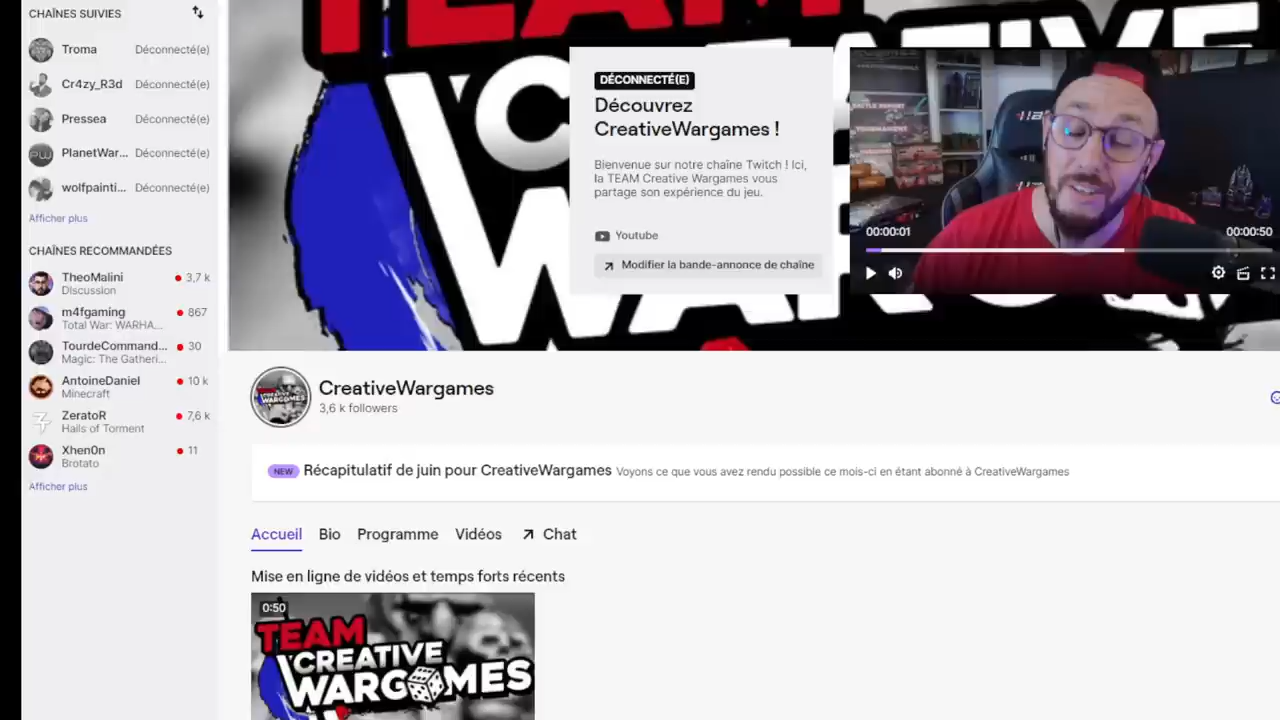 CHAÎNES SUIVIES
Troma Déconnecté(e)
Cr4zy_R3d Déconnecté(e)
Pressea Déconnecté(e)
PlanetWar... Déconnecté(e)
wolfpainti... Déconnecté(e)
Afficher plus
CHAÎNES RECOMMANDÉES
TheoMalini 3,7 k
Discussion
m4fgaming 867
Total War: WARHA...
TourdeCommand... 30
Magic: The Gatheri...
AntoineDaniel 10 k
Minecraft
ZeratoR 7,6 k
Halls of Torment
Xhen0n 11
Brotato
Afficher plus
TEAM
CREATIVE
DÉCONNECTÉ(E)
Découvrez
CreativeWargames !
Bienvenue sur notre chaîne Twitch ! Ici,
la TEAM Creative Wargames vous
partage son expérience du jeu.
Youtube
Modifier la bande-annonce de chaîne
00:00:01 00:00:50
CreativeWargames
3,6 k followers
NEW Récapitulatif de juin pour CreativeWargames Voyons ce que vous avez rendu possible ce mois-ci en étant abonné à CreativeWargames
Accueil Bio Programme Vidéos Chat
Mise en ligne de vidéos et temps forts récents
0:50
TEAM
CREATIVE
WARGAMES